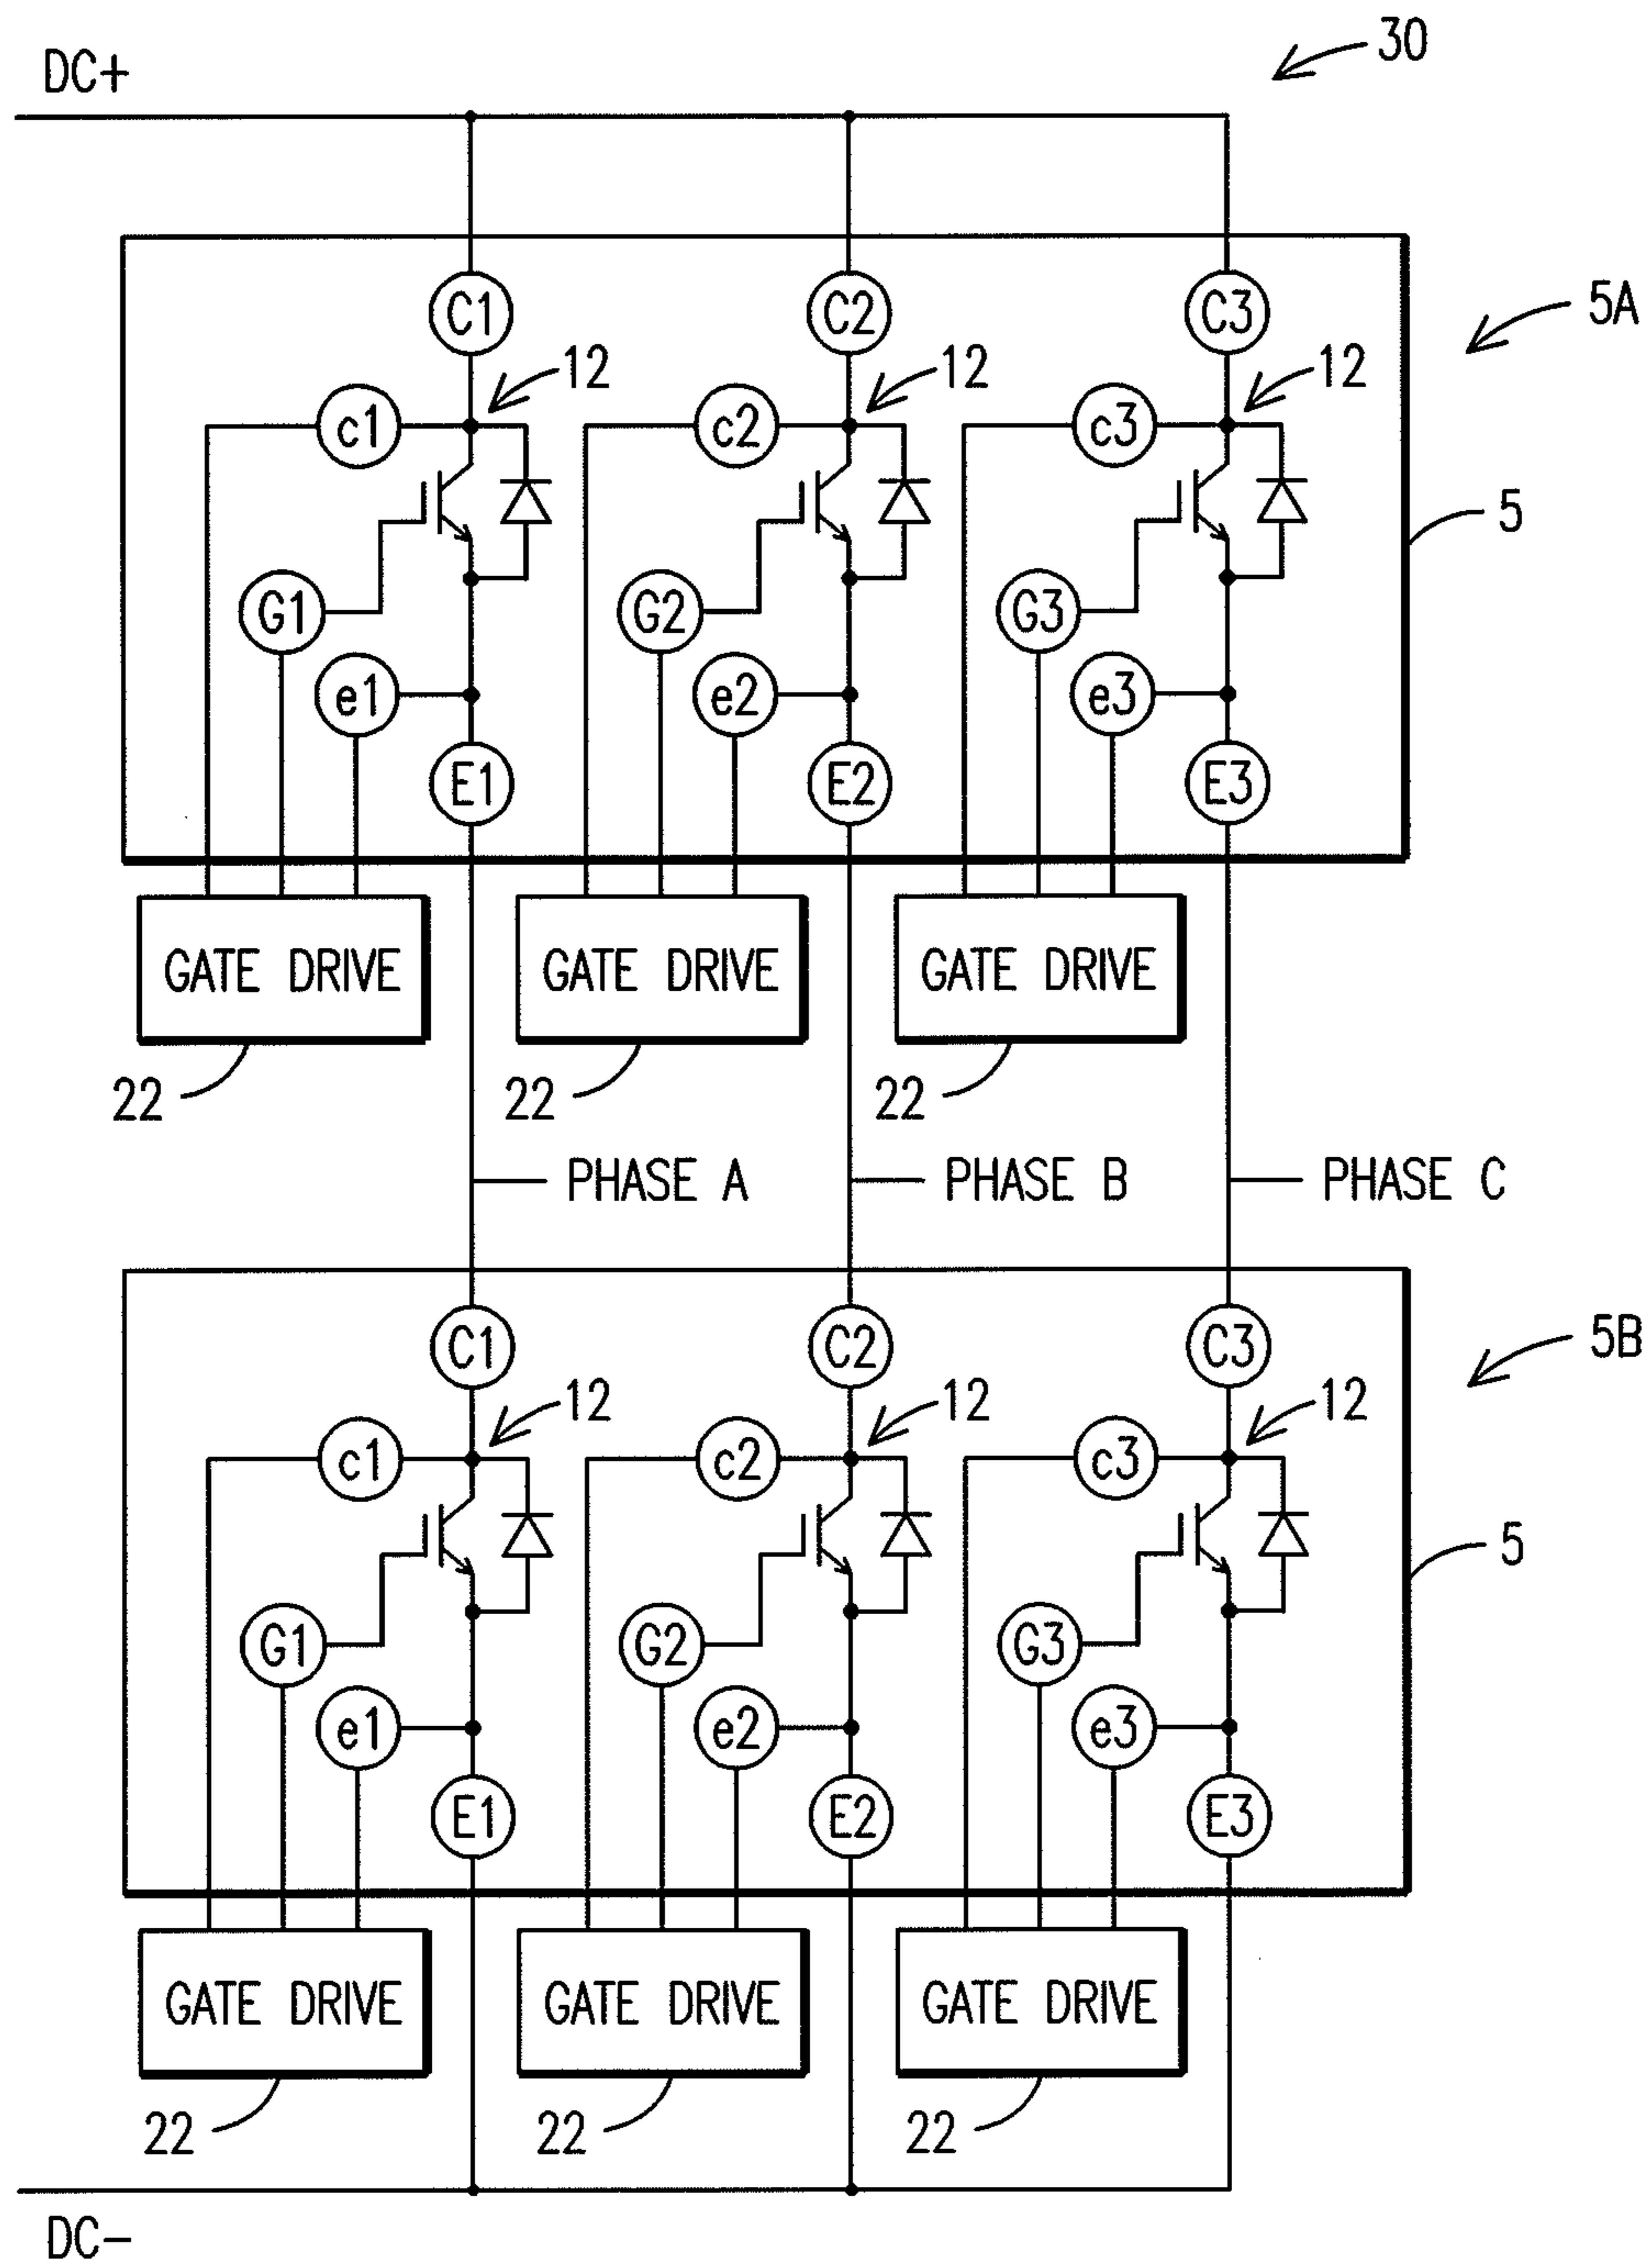 30
DC+
C1
C2
C3
5A
12
12
12
c1
c2
c3
5
G1
G2
G3
e1
e2
e3
E1
E2
E3
GATE DRIVE
GATE DRIVE
GATE DRIVE
22
22
22
PHASE A
PHASE B
PHASE C
C1
C2
C3
5B
12
12
12
c1
c2
c3
5
G1
G2
G3
e1
e2
e3
E1
E2
E3
GATE DRIVE
GATE DRIVE
GATE DRIVE
22
22
22
DC-